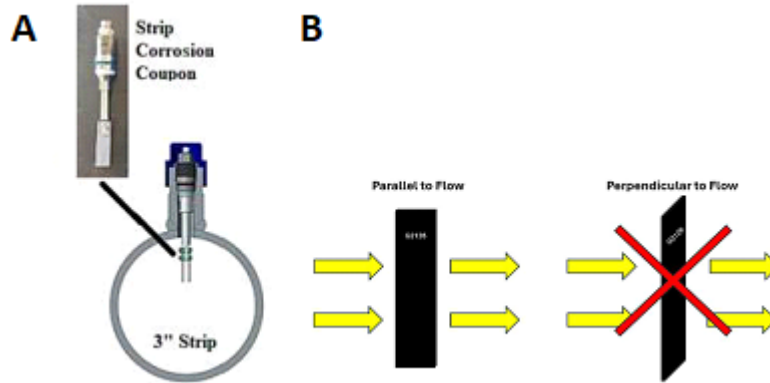 A
Strip
Corrosion
Coupon
3" Strip
B
Parallel to Flow
Perpendicular to Flow